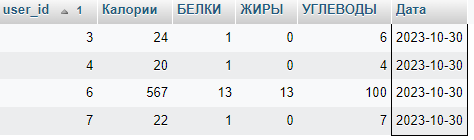 user_id 1 Калории БЕЛКИ ЖИРЫ УГЛЕВОДЫ Дата
3 24 1 0 6 2023-10-30
4 20 1 0 4 2023-10-30
6 567 13 13 100 2023-10-30
7 22 1 0 7 2023-10-30